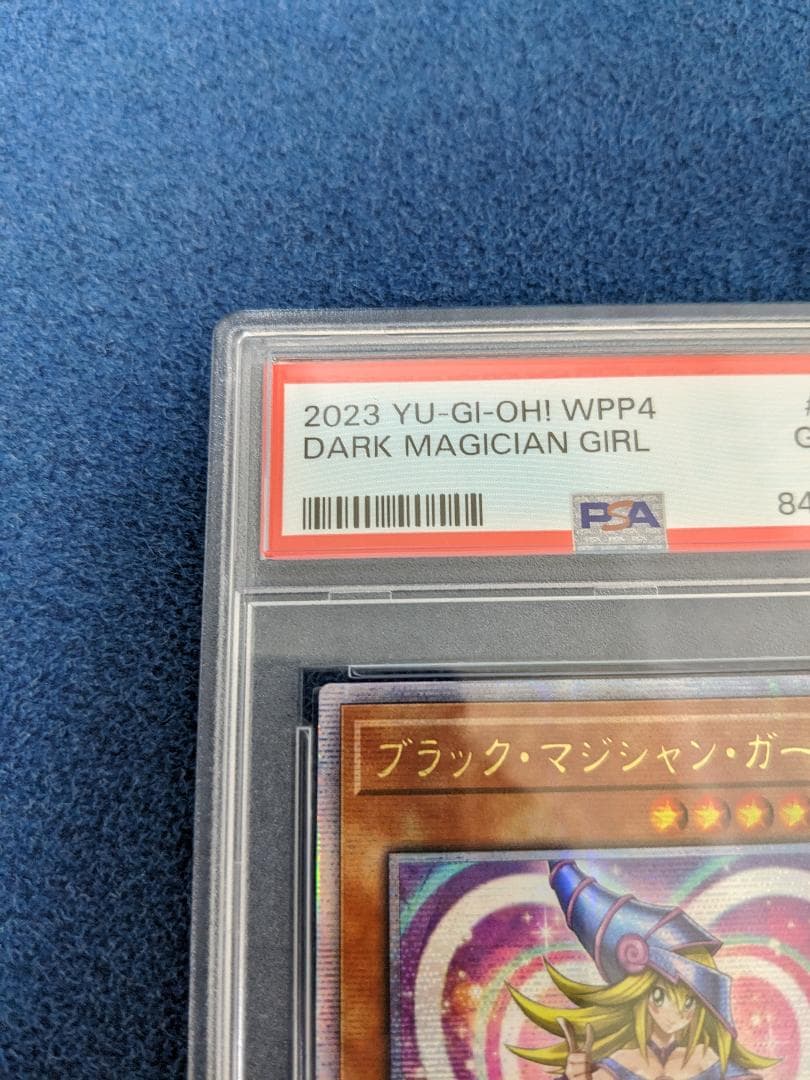 2023 YU-GI-OH! WPP4
DARK MAGICIAN GIRL
G
PSA
84
ブラック・マジシャン・ガー